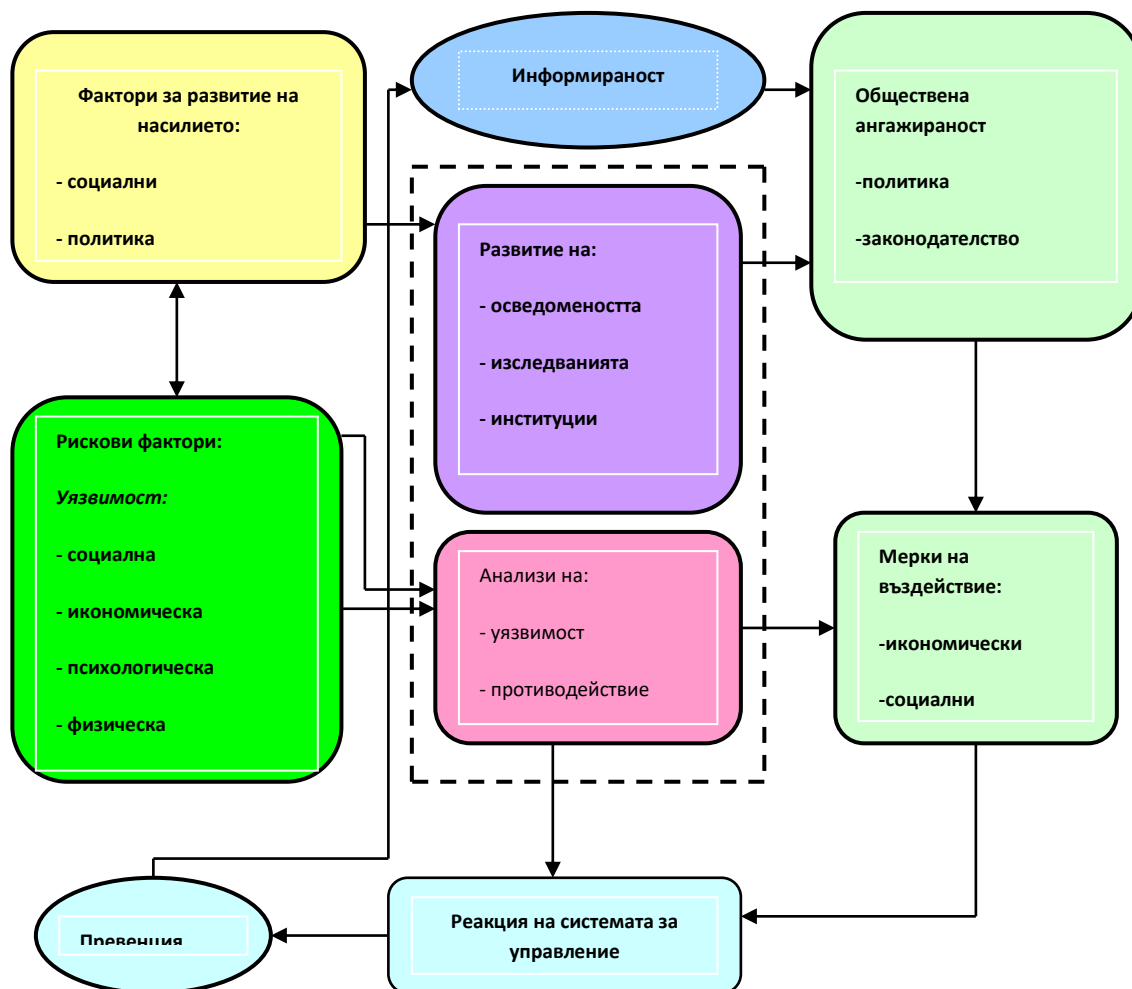 Фактори за развитие на
насилието:
- социални
- политика
Информираност
Обществена
ангажираност
-политика
-законодателство
Развитие на:
- осведомеността
- изследванията
- институции
Рискови фактори:
Уязвимост:
- социална
- икономическа
- психологическа
- физическа
Анализи на:
- уязвимост
- противодействие
Мерки на
въздействие:
-икономически
-социални
Превенция
Реакция на системата за
управление